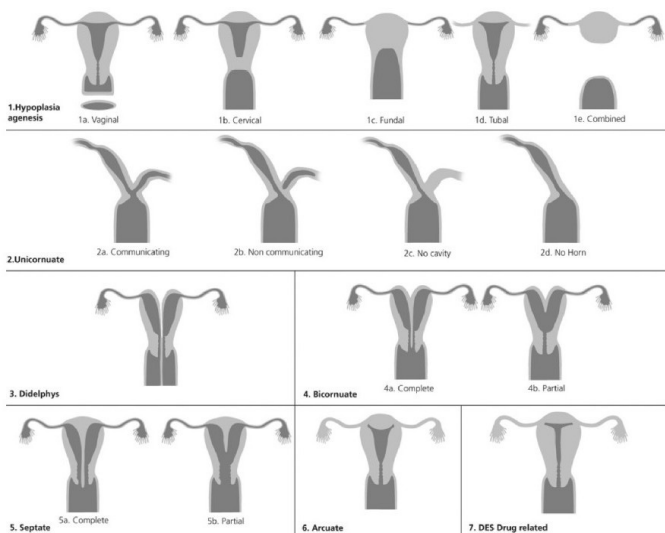 1.Hypoplasia
agenesis
1a. Vaginal
1b. Cervical
1c. Fundal
1d. Tubal
1e. Combined
2.Unicornuate
2a. Communicating
2b. Non communicating
2c. No cavity
2d. No Horn
3. Didelphys
4. Bicornuate
4a. Complete
4b. Partial
5. Septate
5a. Complete
5b. Partial
6. Arcuate
7. DES Drug related